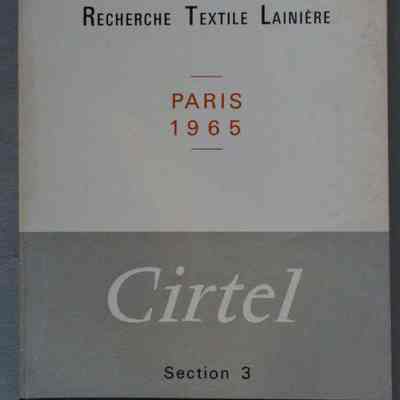 Recherche Textile Lainière
PARIS
1965
Cirtel
Section 3